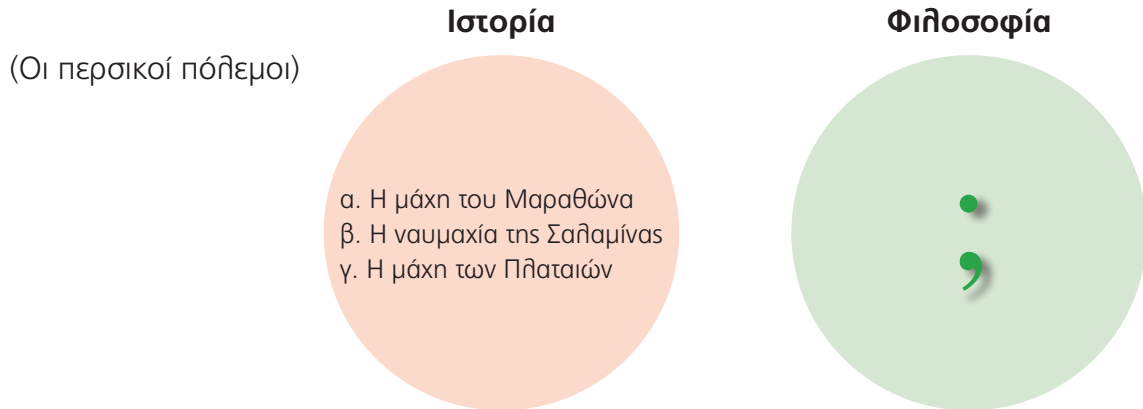 Ιστορία
Φιλοσοφία
(Οι περσικοί πόλεμοι)
α. Η μάχη του Μαραθώνα
β. Η ναυμαχία της Σαλαμίνας
γ. Η μάχη των Πλαταιών
;